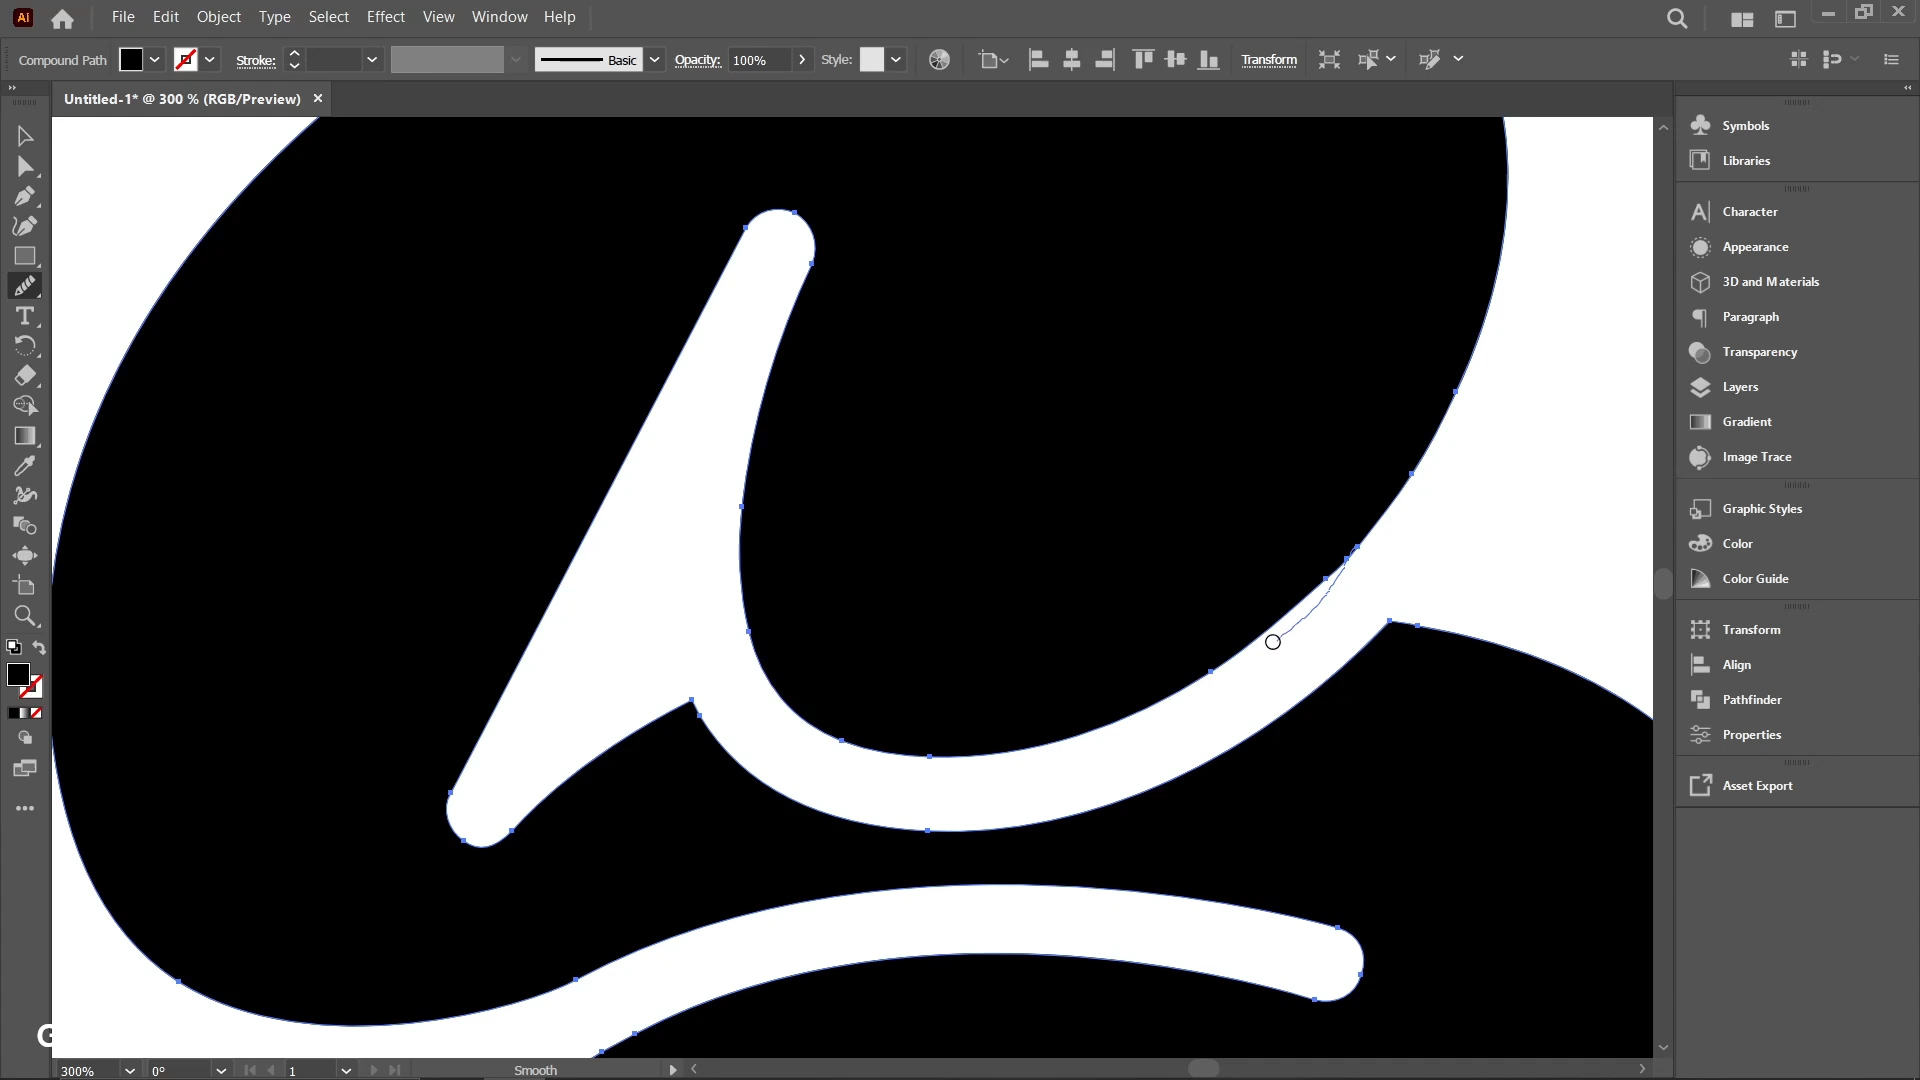 Ai File Edit Object Type Select Effect View Window Help
Compound Path Stroke: Basic Opacity: 100% Style: Transform
Untitled-1* @ 300 % (RGB/Preview) ×
Symbols
Libraries
Character
Appearance
3D and Materials
Paragraph
Transparency
Layers
Gradient
Image Trace
Graphic Styles
Color
Color Guide
Transform
Align
Pathfinder
Properties
Asset Export
G
300% 0° 1 Smooth